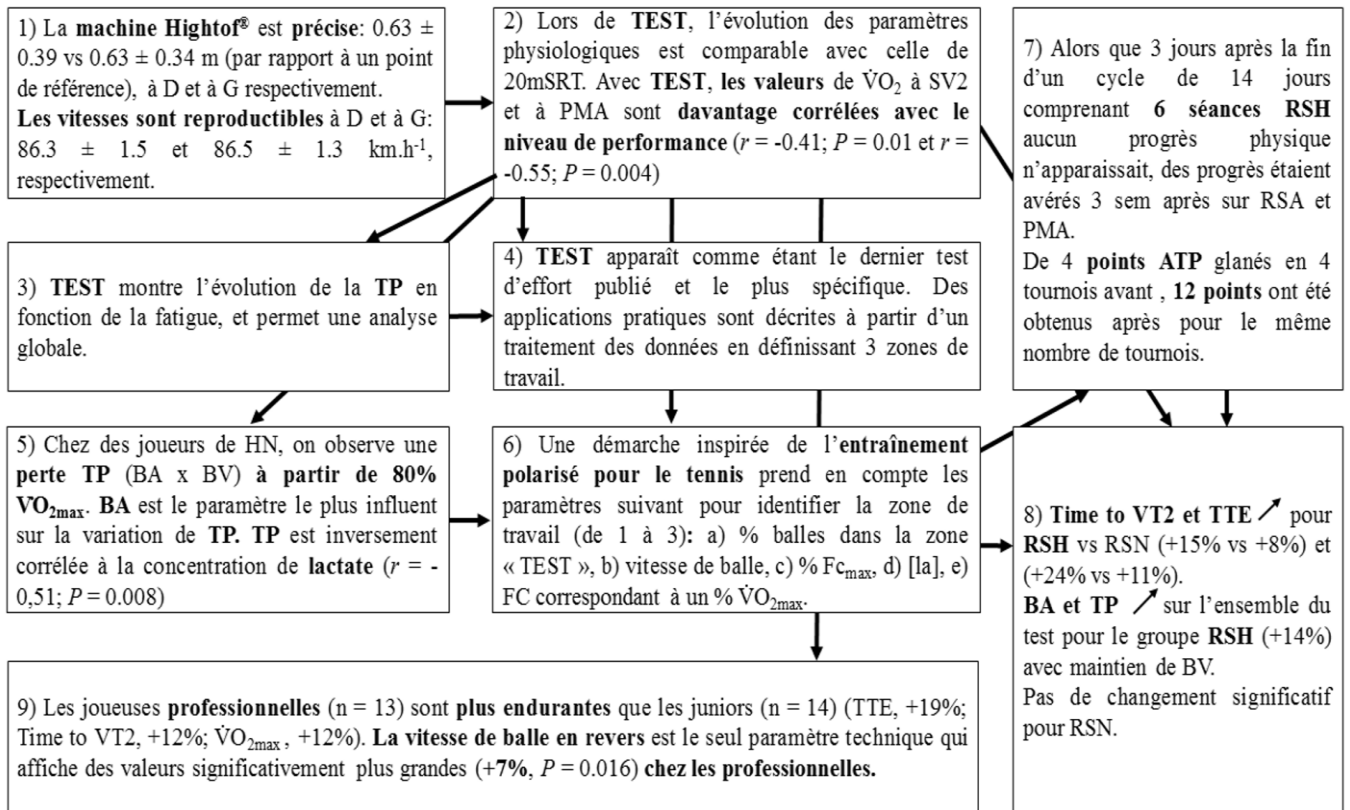 1) La machine Hightof® est précise: 0.63 ±
0.39 vs 0.63 ± 0.34 m (par rapport à un point
de référence), à D et à G respectivement.
Les vitesses sont reproductibles à D et à G:
86.3 ± 1.5 et 86.5 ± 1.3 km.h-1,
respectivement.
2) Lors de TEST, l’évolution des paramètres
physiologiques est comparable avec celle de
20mSRT. Avec TEST, les valeurs de V̇O2 à SV2
et à PMA sont davantage corrélées avec le
niveau de performance (r = -0.41; P = 0.01 et r =
-0.55; P = 0.004)
7) Alors que 3 jours après la fin
d’un cycle de 14 jours
comprenant 6 séances RSH
aucun progrès physique
n’apparaissait, des progrès étaient
avérés 3 sem après sur RSA et
PMA.
De 4 points ATP glanés en 4
tournois avant , 12 points ont été
obtenus après pour le même
nombre de tournois.
3) TEST montre l’évolution de la TP en
fonction de la fatigue, et permet une analyse
globale.
4) TEST apparaît comme étant le dernier test
d’effort publié et le plus spécifique. Des
applications pratiques sont décrites à partir d’un
traitement des données en définissant 3 zones de
travail.
5) Chez des joueurs de HN, on observe une
perte TP (BA x BV) à partir de 80%
V̇O2max. BA est le paramètre le plus influent
sur la variation de TP. TP est inversement
corrélée à la concentration de lactate (r = -
0,51; P = 0.008)
6) Une démarche inspirée de l’entraînement
polarisé pour le tennis prend en compte les
paramètres suivant pour identifier la zone de
travail (de 1 à 3): a) % balles dans la zone
« TEST », b) vitesse de balle, c) % Fcmax, d) [la], e)
FC correspondant à un % V̇O2max.
8) Time to VT2 et TTE ↗ pour
RSH vs RSN (+15% vs +8%) et
(+24% vs +11%).
BA et TP ↗ sur l’ensemble du
test pour le groupe RSH (+14%)
avec maintien de BV.
Pas de changement significatif
pour RSN.
9) Les joueuses professionnelles (n = 13) sont plus endurantes que les juniors (n = 14) (TTE, +19%;
Time to VT2, +12%; V̇O2max , +12%). La vitesse de balle en revers est le seul paramètre technique qui
affiche des valeurs significativement plus grandes (+7%, P = 0.016) chez les professionnelles.